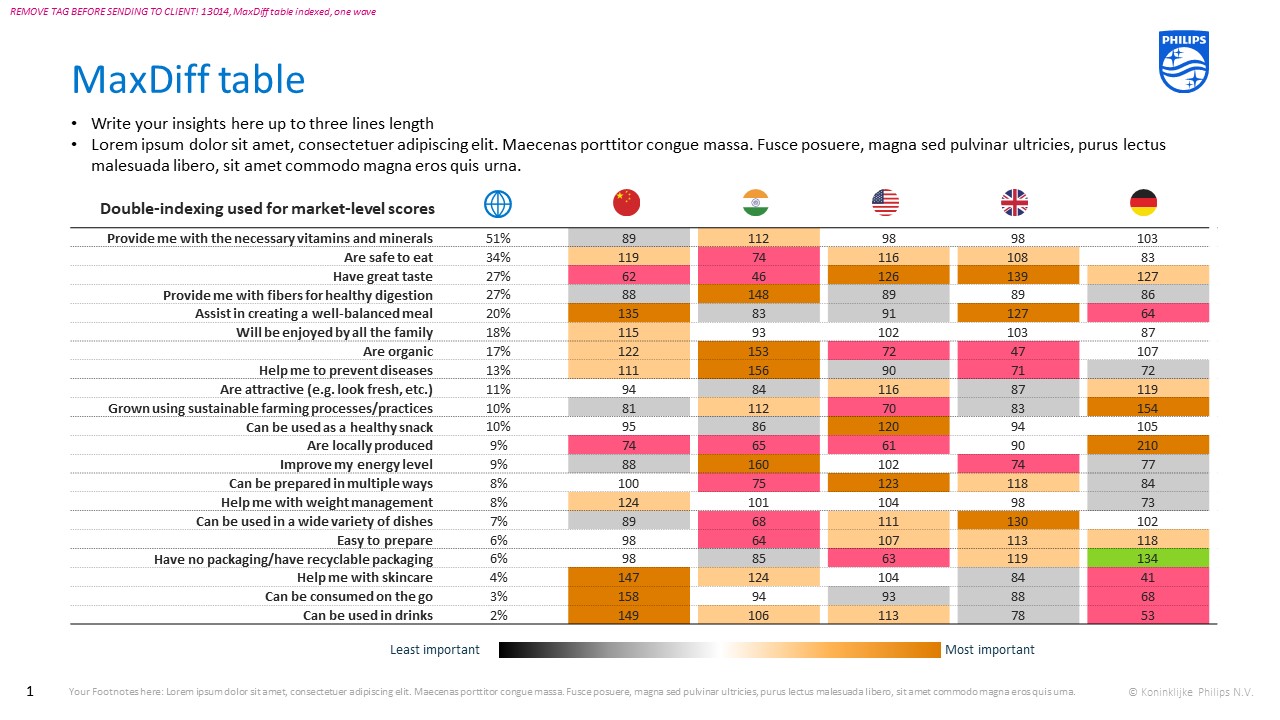 REMOVE TAG BEFORE SENDING TO CLIENT! 13014, MaxDiff table indexed, one wave
PHILIPS
MaxDiff table
• Write your insights here up to three lines length
• Lorem ipsum dolor sit amet, consectetuer adipiscing elit. Maecenas porttitor congue massa. Fusce posuere, magna sed pulvinar ultricies, purus lectus
malesuada libero, sit amet commodo magna eros quis urna.
Double-indexing used for market-level scores
Provide me with the necessary vitamins and minerals 51% 89 112 98 98 103
Are safe to eat 34% 119 74 116 108 83
Have great taste 27% 62 46 126 139 127
Provide me with fibers for healthy digestion 27% 88 148 89 89 86
Assist in creating a well-balanced meal 20% 135 83 91 127 64
Will be enjoyed by all the family 18% 115 93 102 103 87
Are organic 17% 122 153 72 47 107
Help me to prevent diseases 13% 111 156 90 71 72
Are attractive (e.g. look fresh, etc.) 11% 94 84 116 87 119
Grown using sustainable farming processes/practices 10% 81 112 70 83 154
Can be used as a healthy snack 10% 95 86 120 94 105
Are locally produced 9% 74 65 61 90 210
Improve my energy level 9% 88 160 102 74 77
Can be prepared in multiple ways 8% 100 75 123 118 84
Help me with weight management 8% 124 101 104 98 73
Can be used in a wide variety of dishes 7% 89 68 111 130 102
Easy to prepare 6% 98 64 107 113 118
Have no packaging/have recyclable packaging 6% 98 85 63 119 134
Help me with skincare 4% 147 124 104 84 41
Can be consumed on the go 3% 158 94 93 88 68
Can be used in drinks 2% 149 106 113 78 53
Least important Most important
1 Your Footnotes here: Lorem ipsum dolor sit amet, consectetuer adipiscing elit. Maecenas porttitor congue massa. Fusce posuere, magna sed pulvinar ultricies, purus lectus malesuada libero, sit amet commodo magna eros quis urna. © Koninklijke Philips N.V.